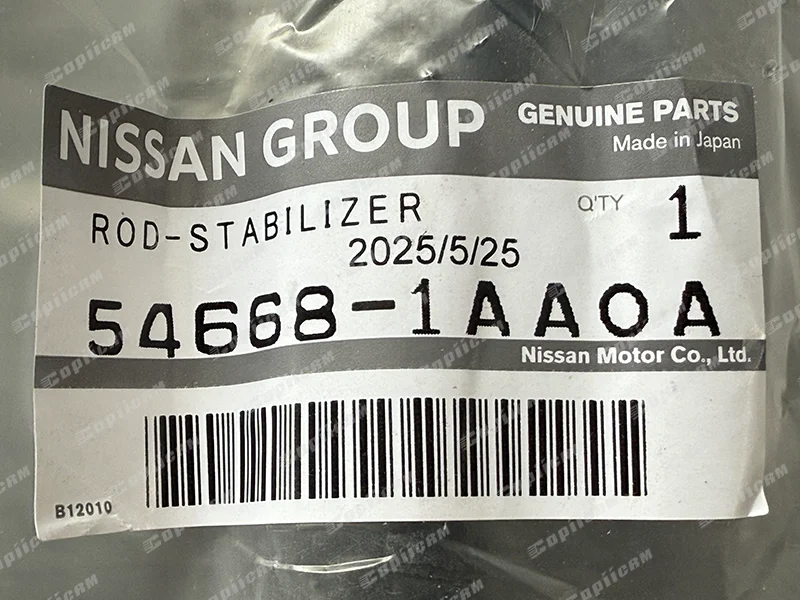 NISSAN GROUP
GENUINE PARTS
Made in Japan
ROD-STABILIZER
Q'TY 1
2025/5/25
54668-1AA0A
Nissan Motor Co., Ltd.
B12010
CopiiCAM